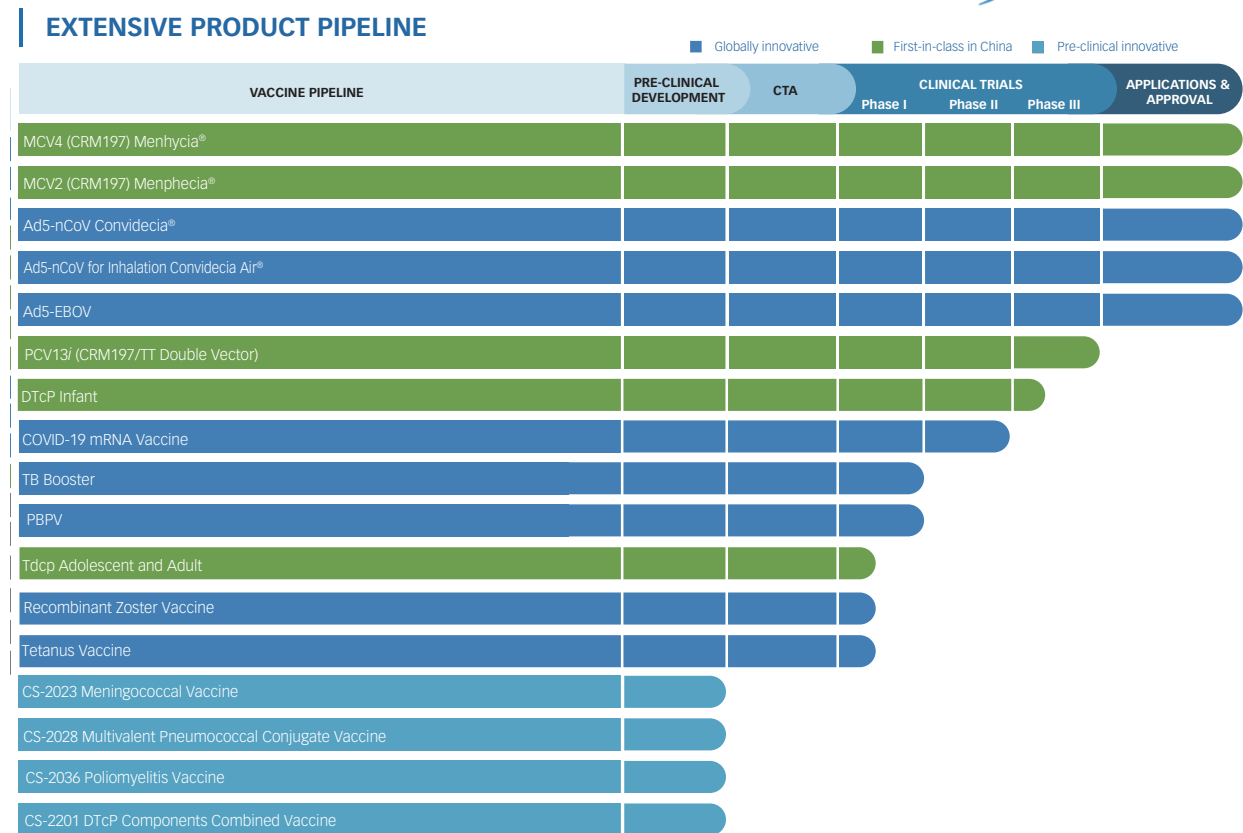 EXTENSIVE PRODUCT PIPELINE
Globally innovative
First-in-class in China
Pre-clinical innovative
VACCINE PIPELINE
PRE-CLINICAL
DEVELOPMENT
CTA
CLINICAL TRIALS
Phase I
Phase II
Phase III
APPLICATIONS &
APPROVAL
MCV4 (CRM197) Menhycia®
MCV2 (CRM197) Menphecia®
Ad5-nCoV Convidecia®
Ad5-nCoV for Inhalation Convidecia Air®
Ad5-EBOV
PCV13i (CRM197/TT Double Vector)
DTcP Infant
COVID-19 mRNA Vaccine
TB Booster
PBPV
Tdcp Adolescent and Adult
Recombinant Zoster Vaccine
Tetanus Vaccine
CS-2023 Meningococcal Vaccine
CS-2028 Multivalent Pneumococcal Conjugate Vaccine
CS-2036 Poliomyelitis Vaccine
CS-2201 DTcP Components Combined Vaccine